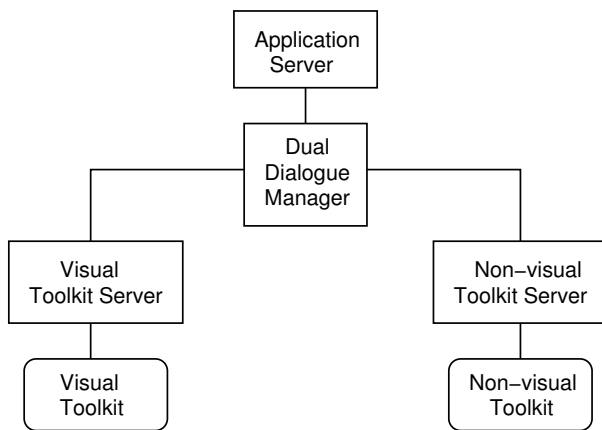 Application
Server
Dual
Dialogue
Manager
Visual
Toolkit Server
Non−visual
Toolkit Server
Visual
Toolkit
Non−visual
Toolkit